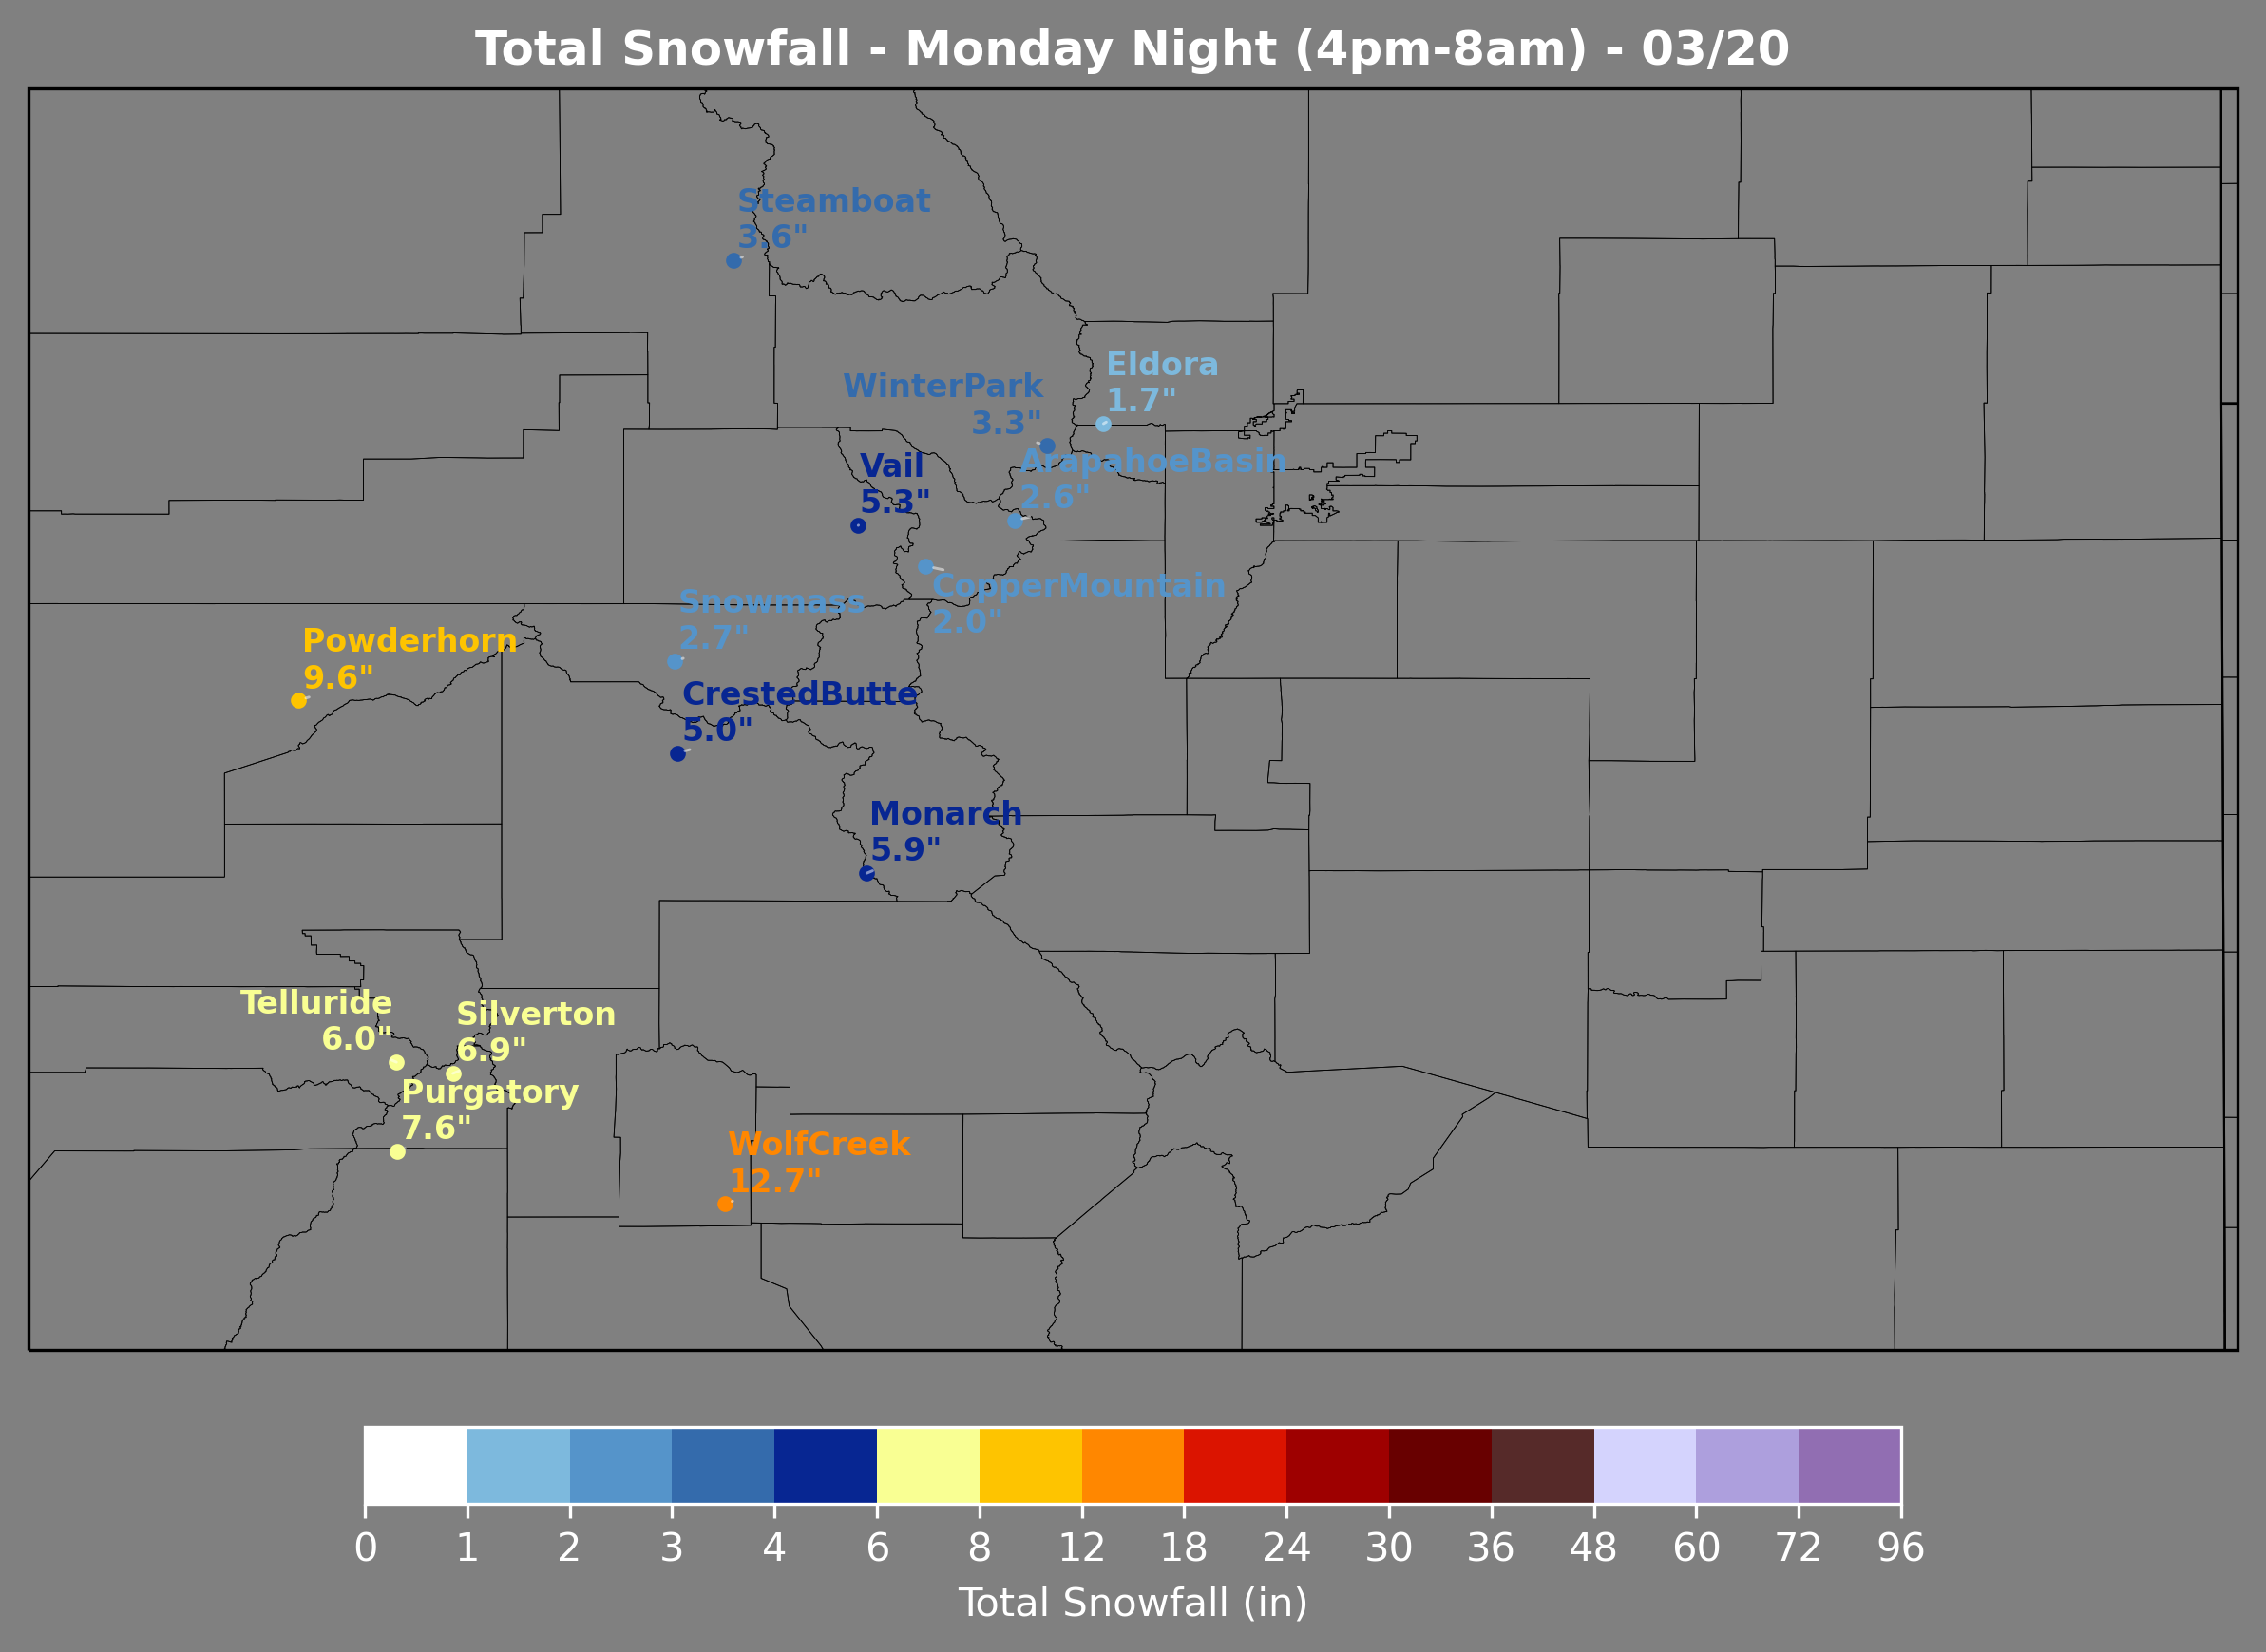 Total Snowfall - Monday Night (4pm-8am) - 03/20
Steamboat
3.6"
Eldora
1.7"
WinterPark
3.3"
Vail
5.3"
ArapahoeBasin
2.6"
CopperMountain
2.0"
Snowmass
2.7"
Powderhorn
9.6"
CrestedButte
5.0"
Monarch
5.9"
Telluride
6.0"
Silverton
6.9"
Purgatory
7.6"
WolfCreek
12.7"
0 1 2 3 4 6 8 12 18 24 30 36 48 60 72 96
Total Snowfall (in)